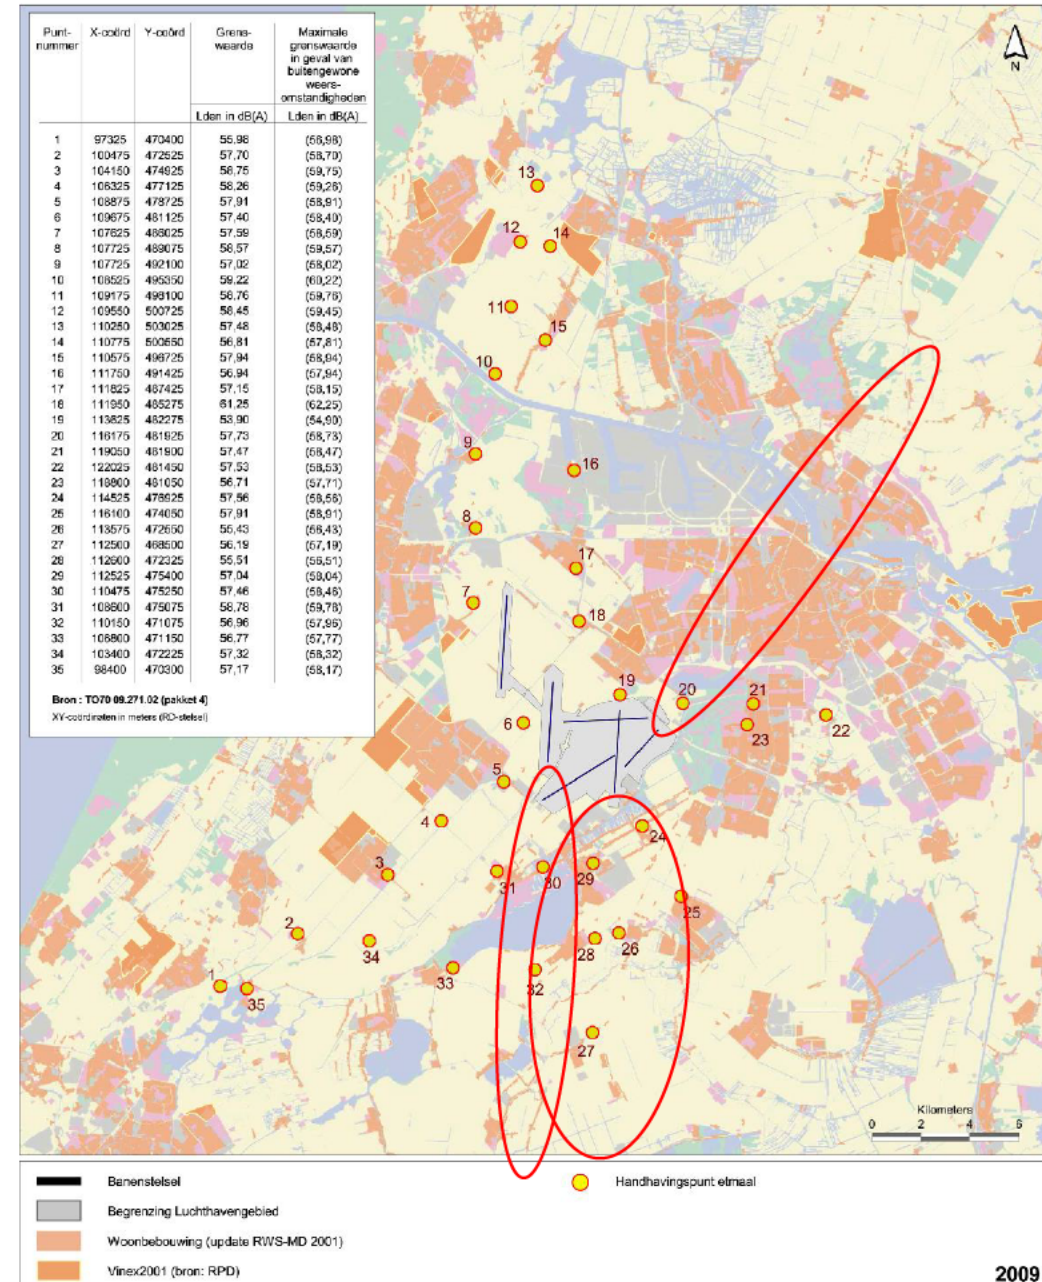 Punt- X-coörd Y-coörd Grens- Maximale
nummer waarde grenswaarde
in geval van
buitengewone
weers-
omstandigheden
Lden in dB(A) Lden in dB(A)
1 97325 470400 55,98 (56,98)
2 100475 472525 57,70 (58,70)
3 104150 474925 58,75 (59,75)
4 106325 477125 58,26 (59,26)
5 108875 478725 57,91 (58,91)
6 109675 481125 57,40 (58,40)
7 107625 486025 57,59 (58,59)
8 107725 489075 58,57 (59,57)
9 107725 492100 57,02 (58,02)
10 108525 495350 59,22 (60,22)
11 109175 498100 58,76 (59,76)
12 109550 500725 58,45 (59,45)
13 110250 503025 57,48 (58,48)
14 110775 500550 56,81 (57,81)
15 110575 496725 57,94 (58,94)
16 111750 491425 56,94 (57,94)
17 111825 487425 57,15 (58,15)
18 111950 485275 61,25 (62,25)
19 113625 482275 53,90 (54,90)
20 116175 481925 57,73 (58,73)
21 119050 481900 57,47 (58,47)
22 122025 481450 57,53 (58,53)
23 118800 481050 56,71 (57,71)
24 114525 476925 57,56 (58,56)
25 116100 474050 57,91 (58,91)
26 113575 472550 55,43 (56,43)
27 112500 468500 56,19 (57,19)
28 112600 472325 55,51 (56,51)
29 112525 475400 57,04 (58,04)
30 110475 475250 57,46 (58,46)
31 108600 475075 58,78 (59,78)
32 110150 471075 56,96 (57,96)
33 106800 471150 56,77 (57,77)
34 103400 472225 57,32 (58,32)
35 98400 470300 57,17 (58,17)
Bron : TO70 09.271.02 (pakket 4)
XY-coördinaten in meters (RD-stelsel)
N
13
12
14
11
15
10
9
16
8
17
7
18
19
20
21
22
6
23
5
4
24
3
31
30
29
25
2
34
28
26
33
32
1
35
27
Kilometers
0 2 4 6
Banenstelsel
Handhavingspunt etmaal
Begrenzing Luchthavengebied
Woonbebouwing (update RWS-MD 2001)
Vinex2001 (bron: RPD)
2009